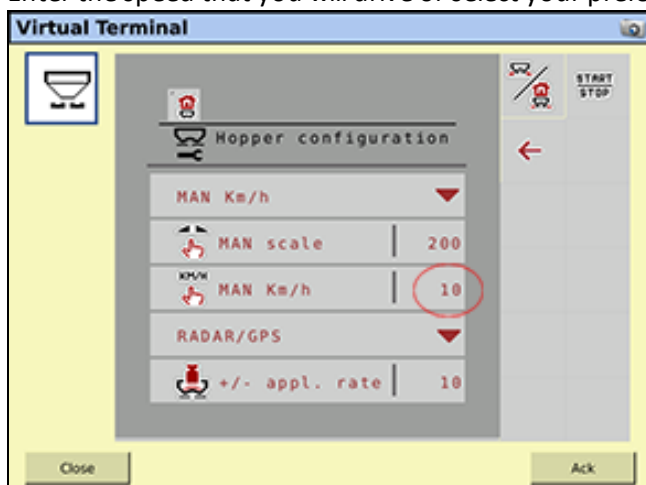 Virtual Terminal
START
STOP
Hopper configuration
MAN Km/h
MAN scale 200
KM/H
MAN Km/h 10
RADAR/GPS
+/- appl. rate 10
Close Ack